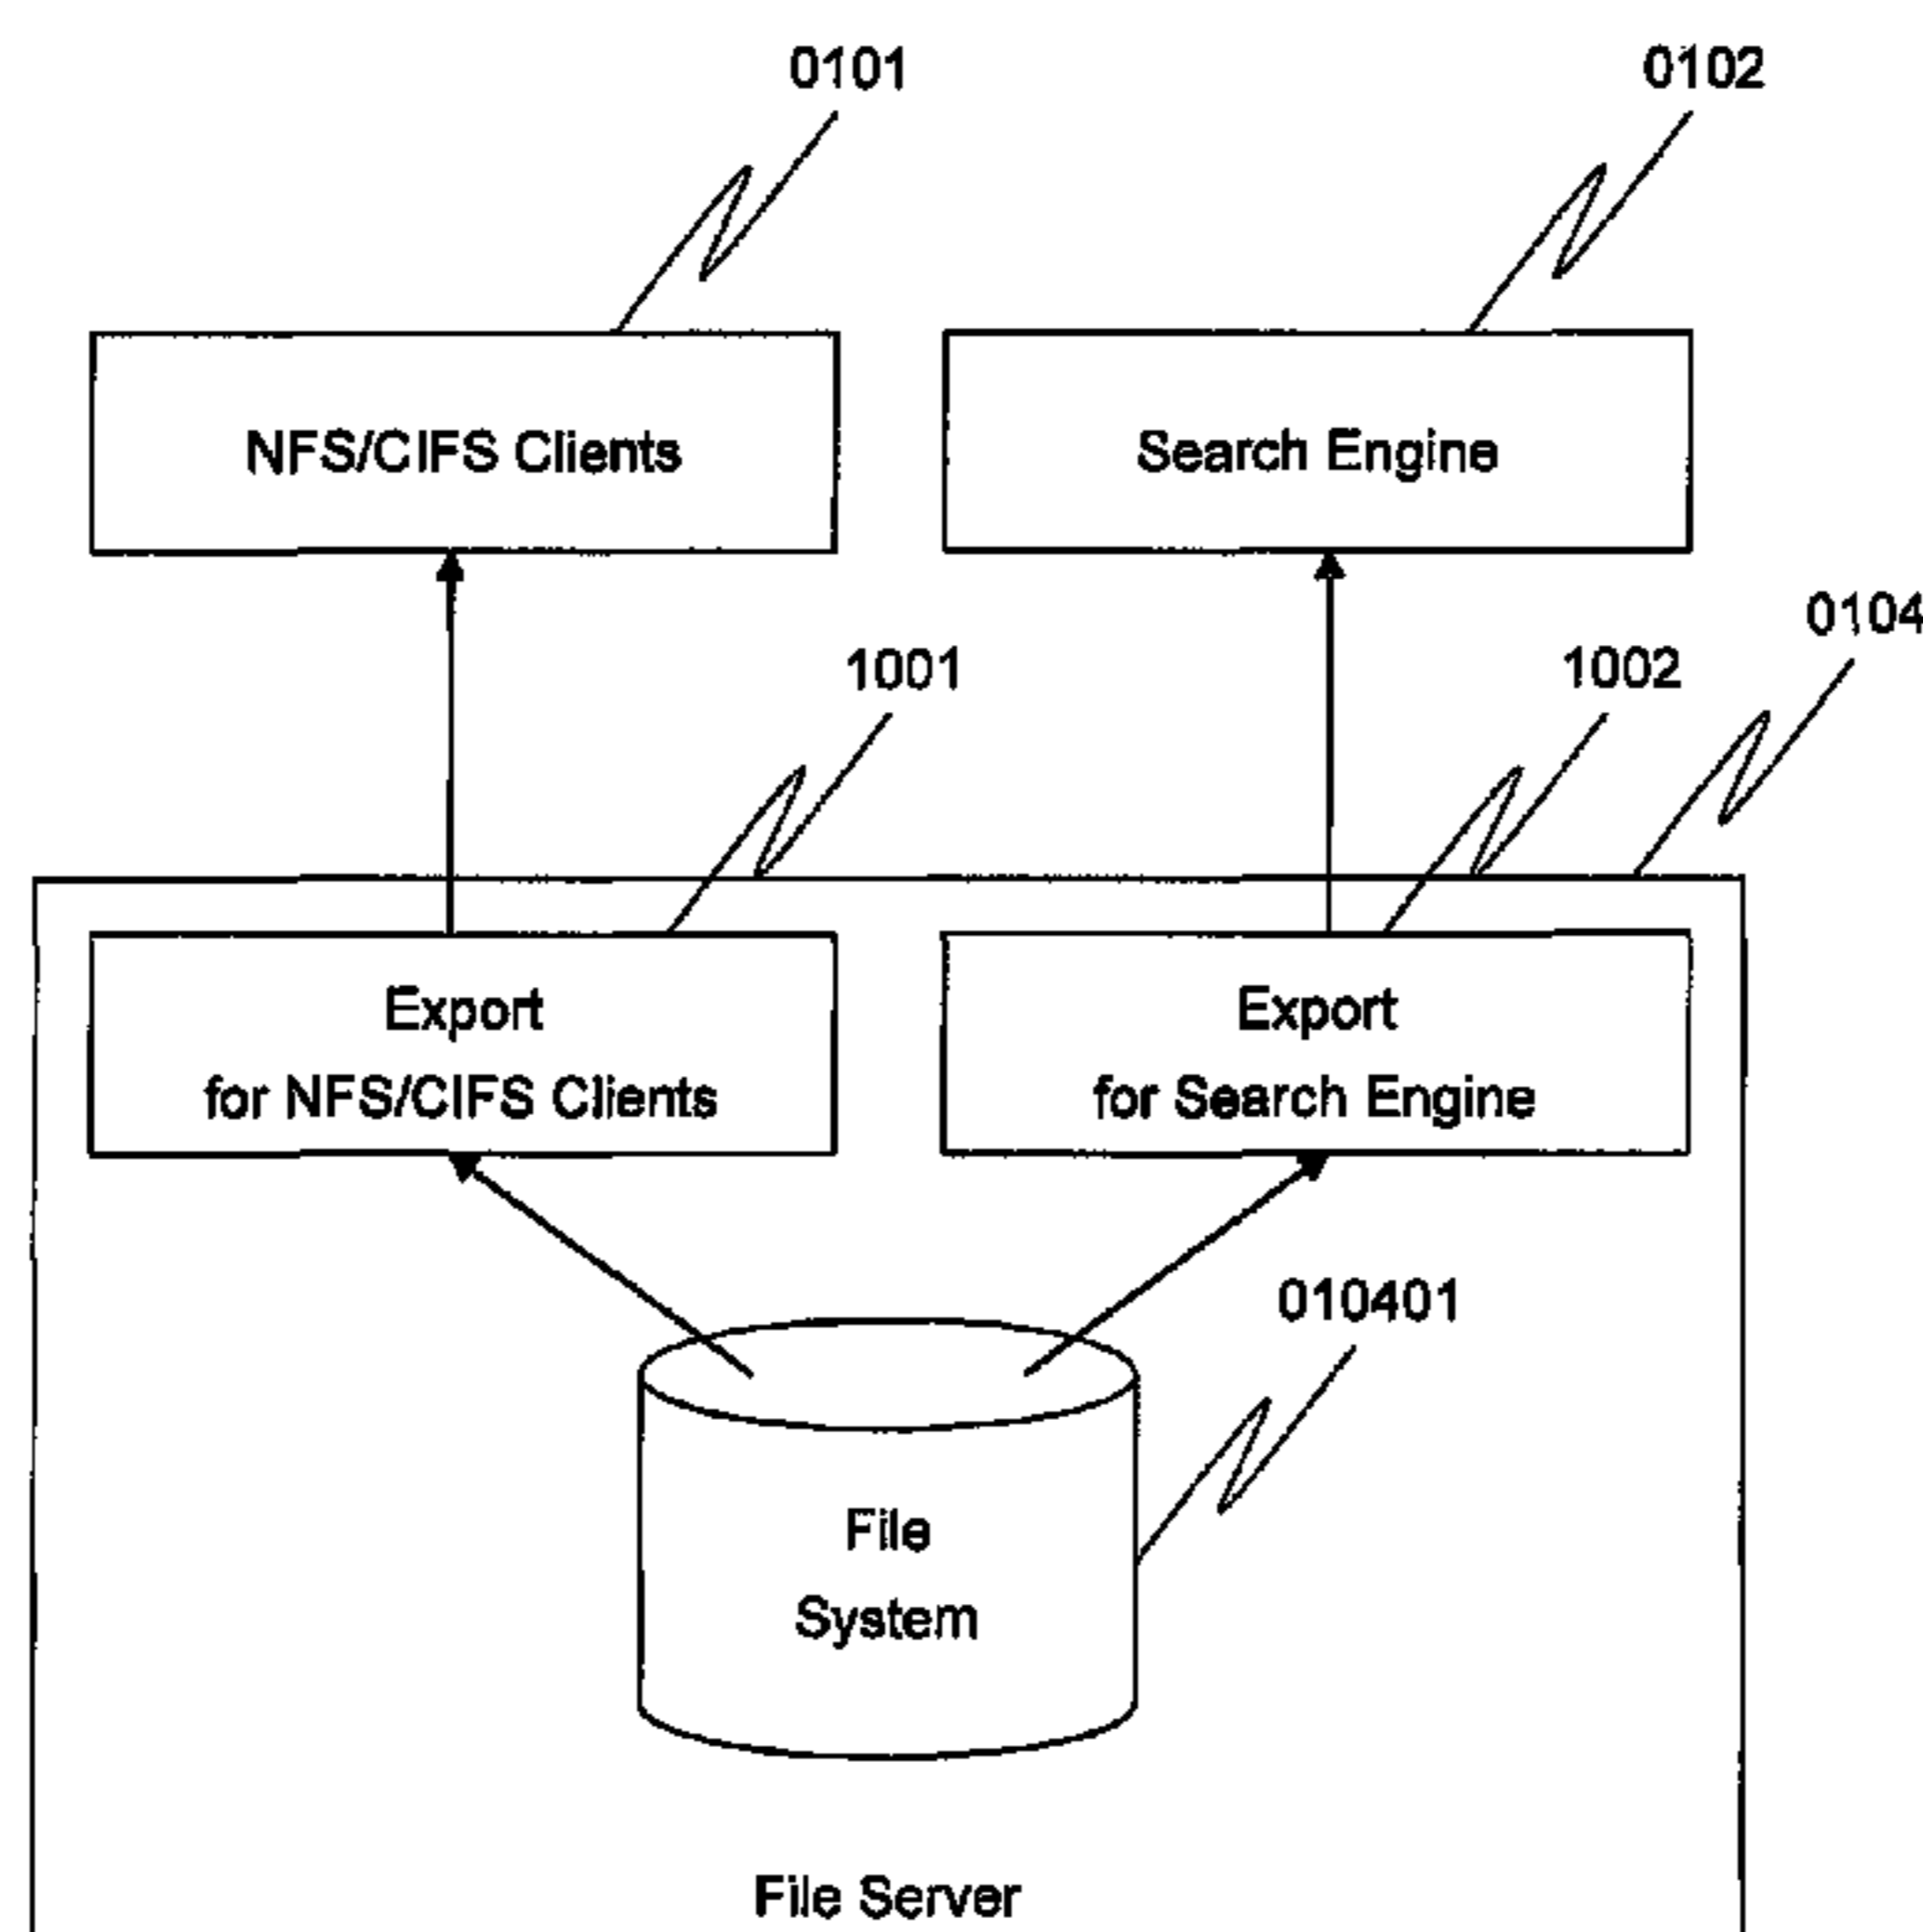 0101
0102
NFS/CIFS Clients
Search Engine
0104
1001
1002
Export
for NFS/CIFS Clients
Export
for Search Engine
010401
File
System
File Server